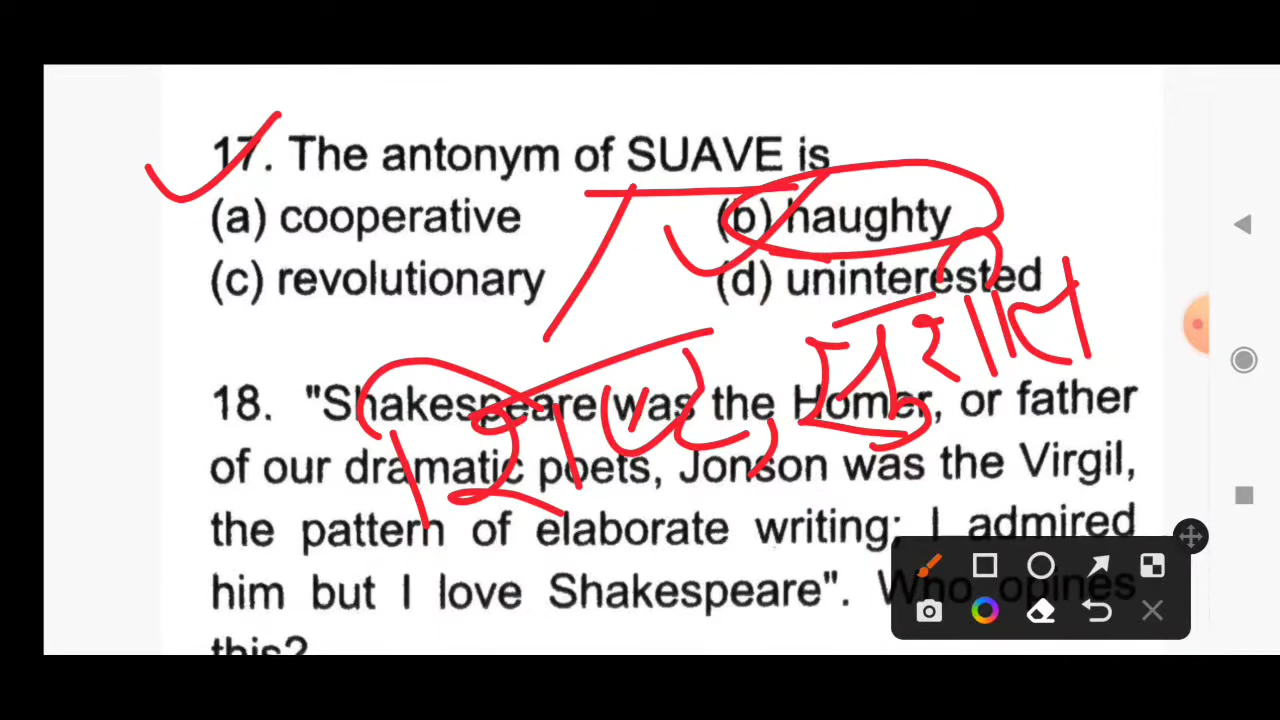 17. The antonym of SUAVE is
(a) cooperative (b) haughty
(c) revolutionary (d) uninterested
शिष्ट, सुशील
18. "Shakespeare was the Homer, or father
of our dramatic poets, Jonson was the Virgil,
the pattern of elaborate writing; I admired
him but I love Shakespeare". Who opines
this?